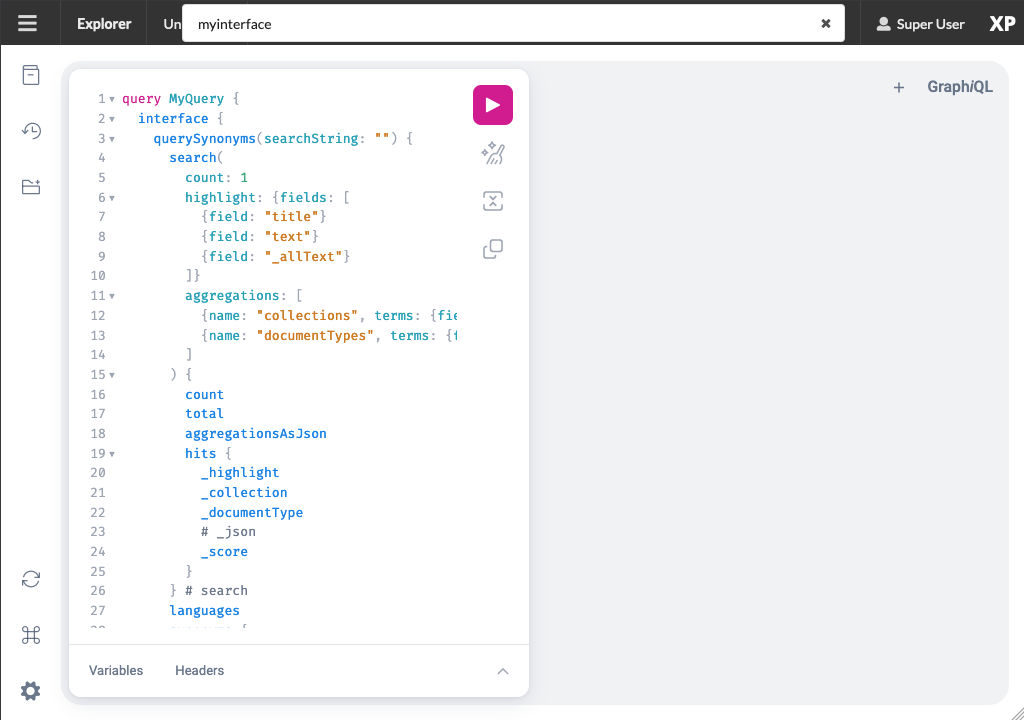 Explorer
Un
myinterface
Super User
XP
GraphiQL
1 query MyQuery {
2 interface {
3 querySynonyms(searchString: "") {
4 search(
5 count: 1
6 highlight: {fields: [
7 {field: "title"}
8 {field: "text"}
9 {field: "_allText"}
10 ]}
11 aggregations: [
12 {name: "collections", terms: {fie
13 {name: "documentTypes", terms: {f
14 ]
15 ) {
16 count
17 total
18 aggregationsAsJson
19 hits {
20 _highlight
21 _collection
22 _documentType
23 # _json
24 _score
25 }
26 } # search
27 languages
Variables Headers